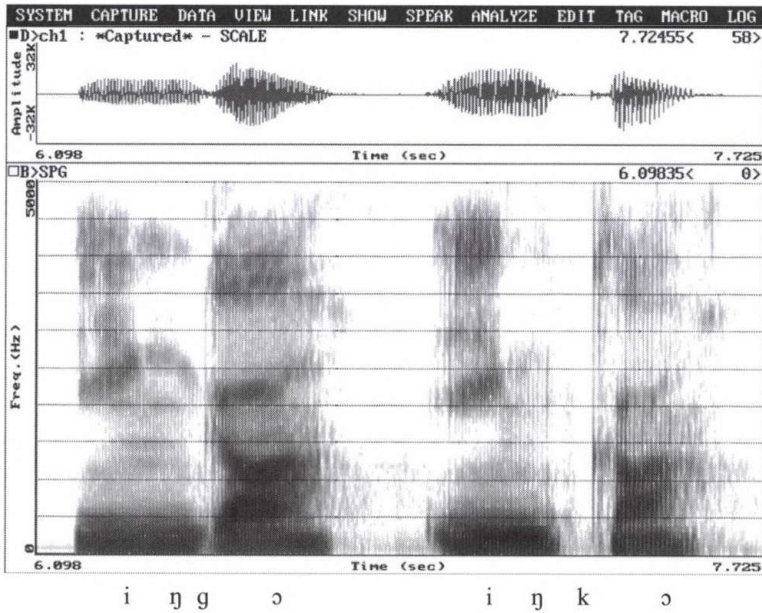 SYSTEM CAPTURE DATA VIEW LINK SHOW SPEAK ANALYZE EDIT TAG MACRO LOG
■D>ch1 : *Captured* - SCALE 7.72455< 58>
Amplitude
-32K 32K
6.098 Time (sec) 7.725
□B>SPG 6.09835< 0>
Freq.(Hz)
0 5000
6.098 Time (sec) 7.725
i ŋ ɡ ɔ i ŋ k ɔ